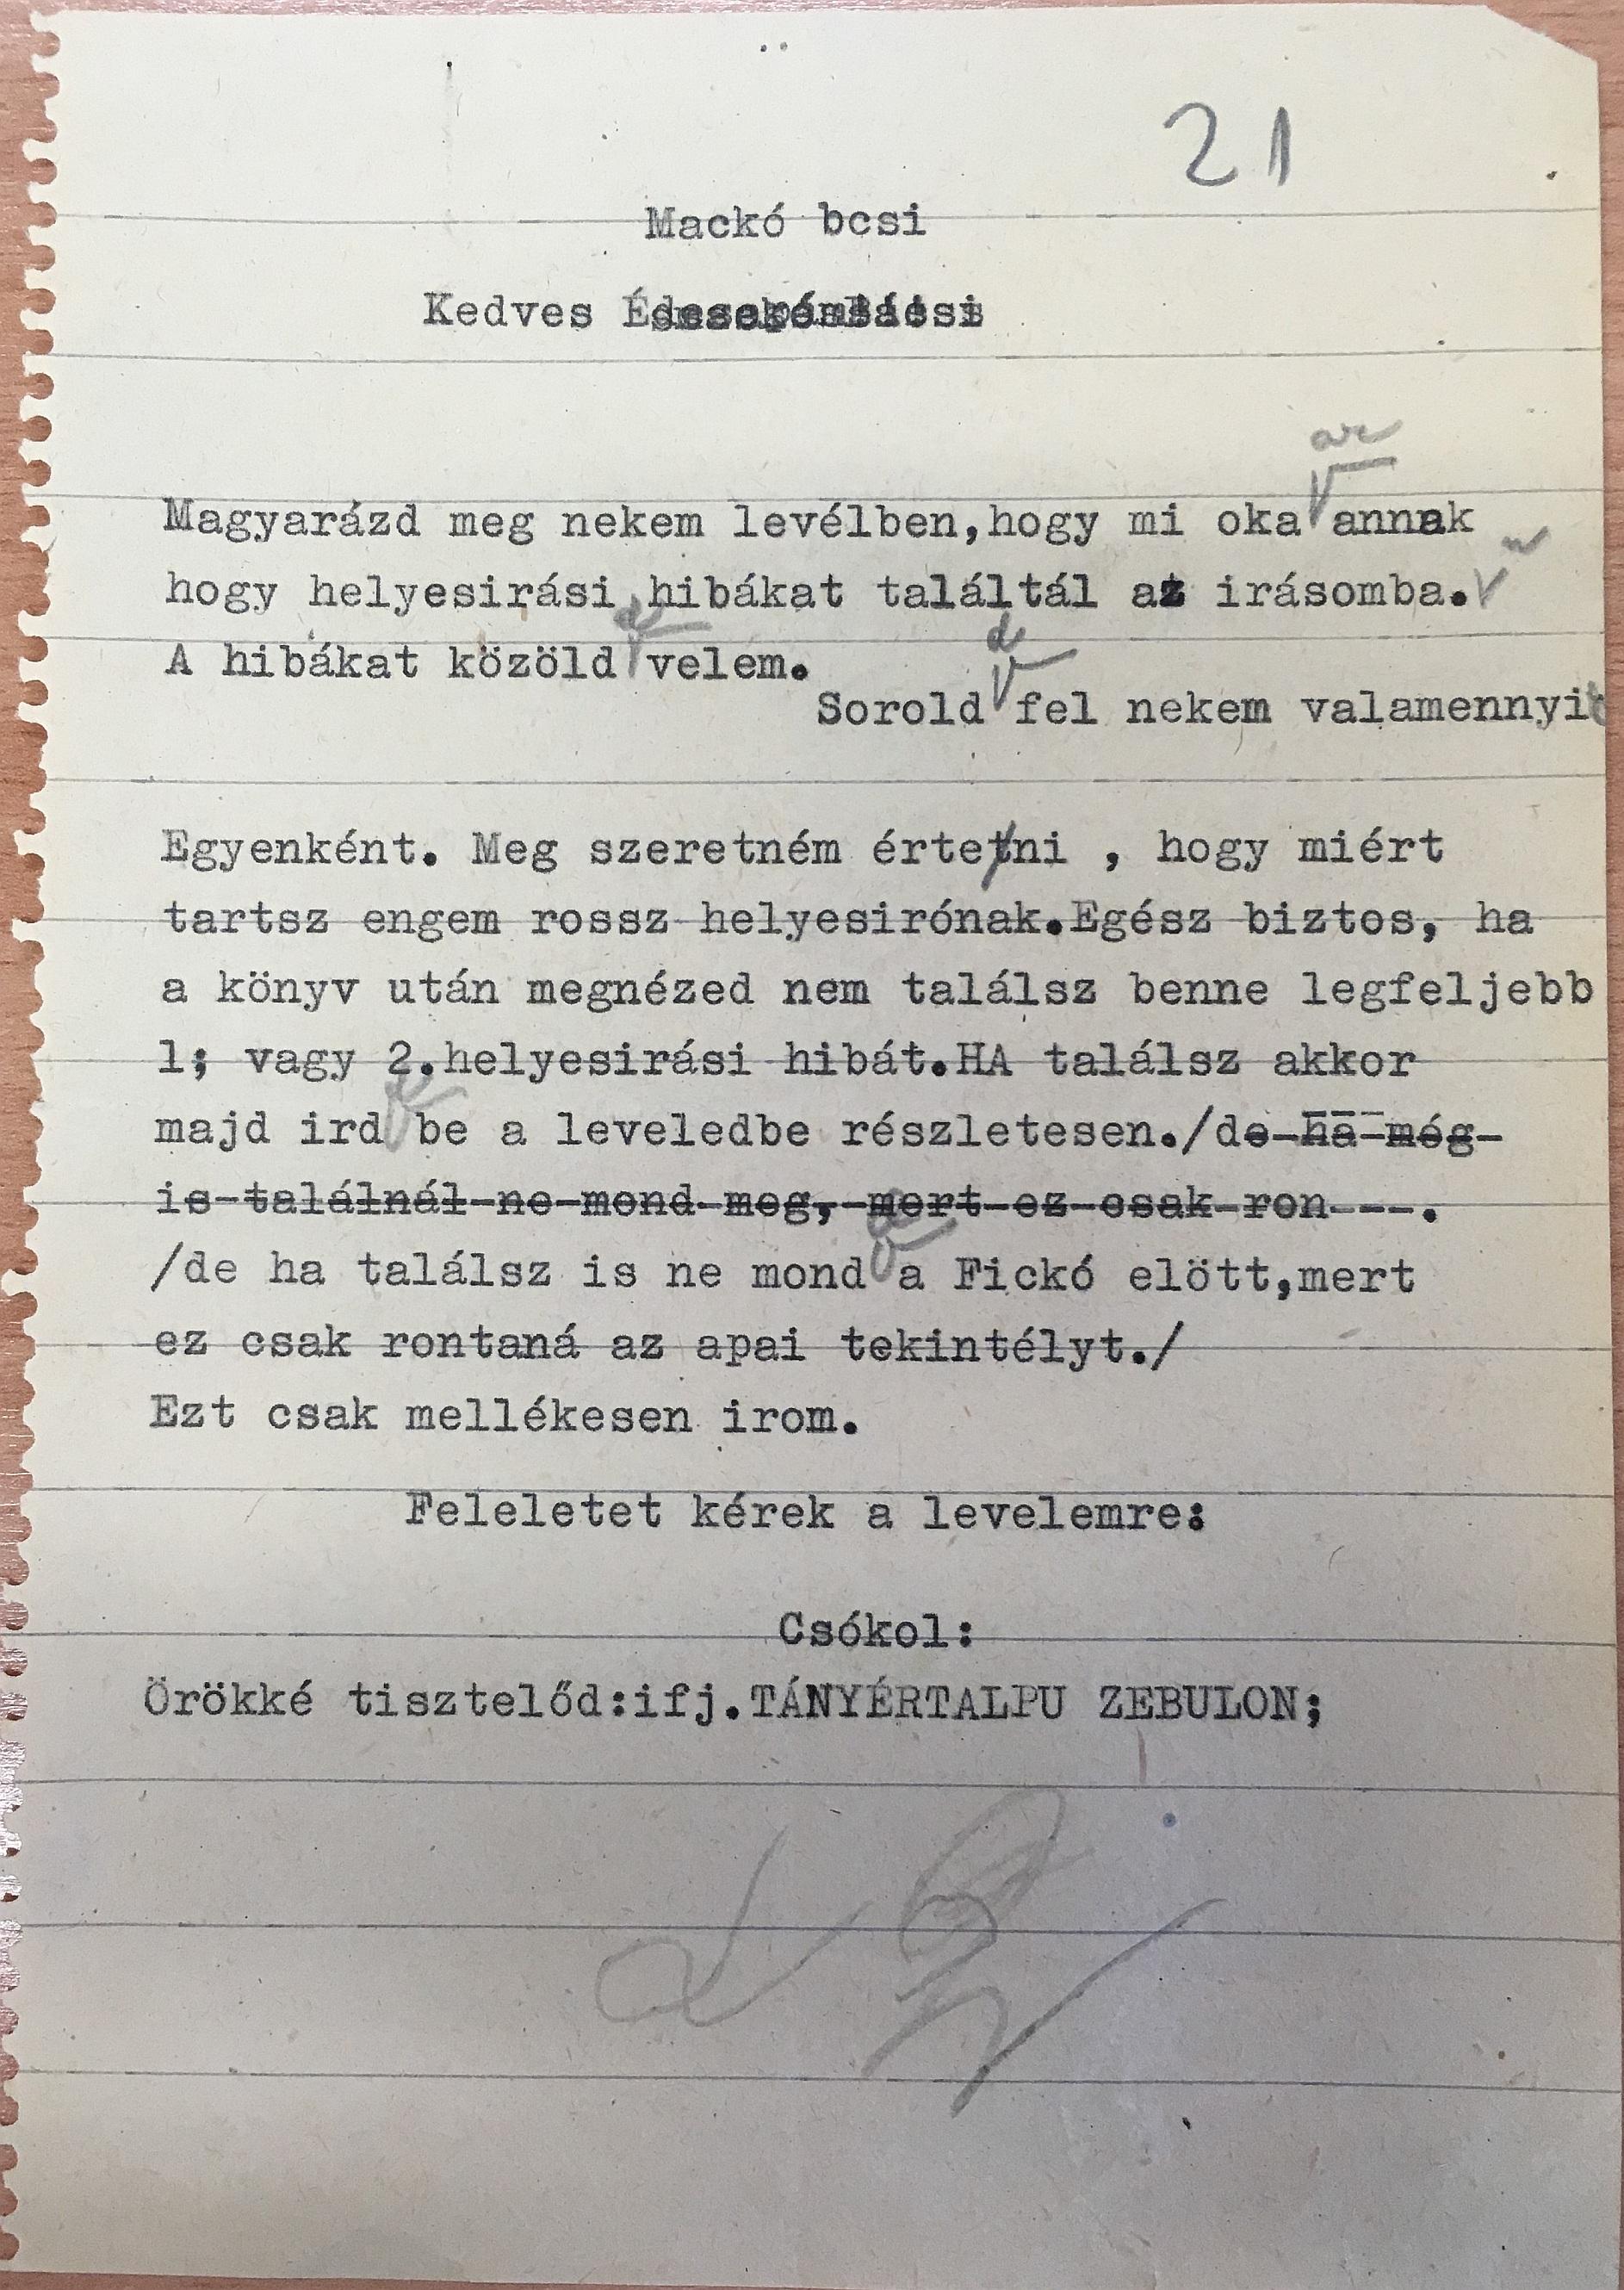 21
Mackó bcsi
Kedves
Magyarázd meg nekem levélben,hogy mi oka annak
hogy helyesirási hibákat találtál az irásomba.
A hibákat közöld velem.
Sorold fel nekem valamennyit
Egyenként. Meg szeretném értetni , hogy miért
tartsz engem rossz helyesirónak.Egész biztos, ha
a könyv után megnézed nem találsz benne legfeljebb
1; vagy 2.helyesirási hibát.HA találsz akkor
majd ird be a leveledbe részletesen./de ha még
is találnál ne mond meg, mert ez csak ron---.
/de ha találsz is ne mond a Fickó elött,mert
ez csak rontaná az apai tekintélyt./
Ezt csak mellékesen irom.
Feleletet kérek a levelemre:
Csókol:
Örökké tisztelőd:ifj.TÁNYÉRTALPU ZEBULON;